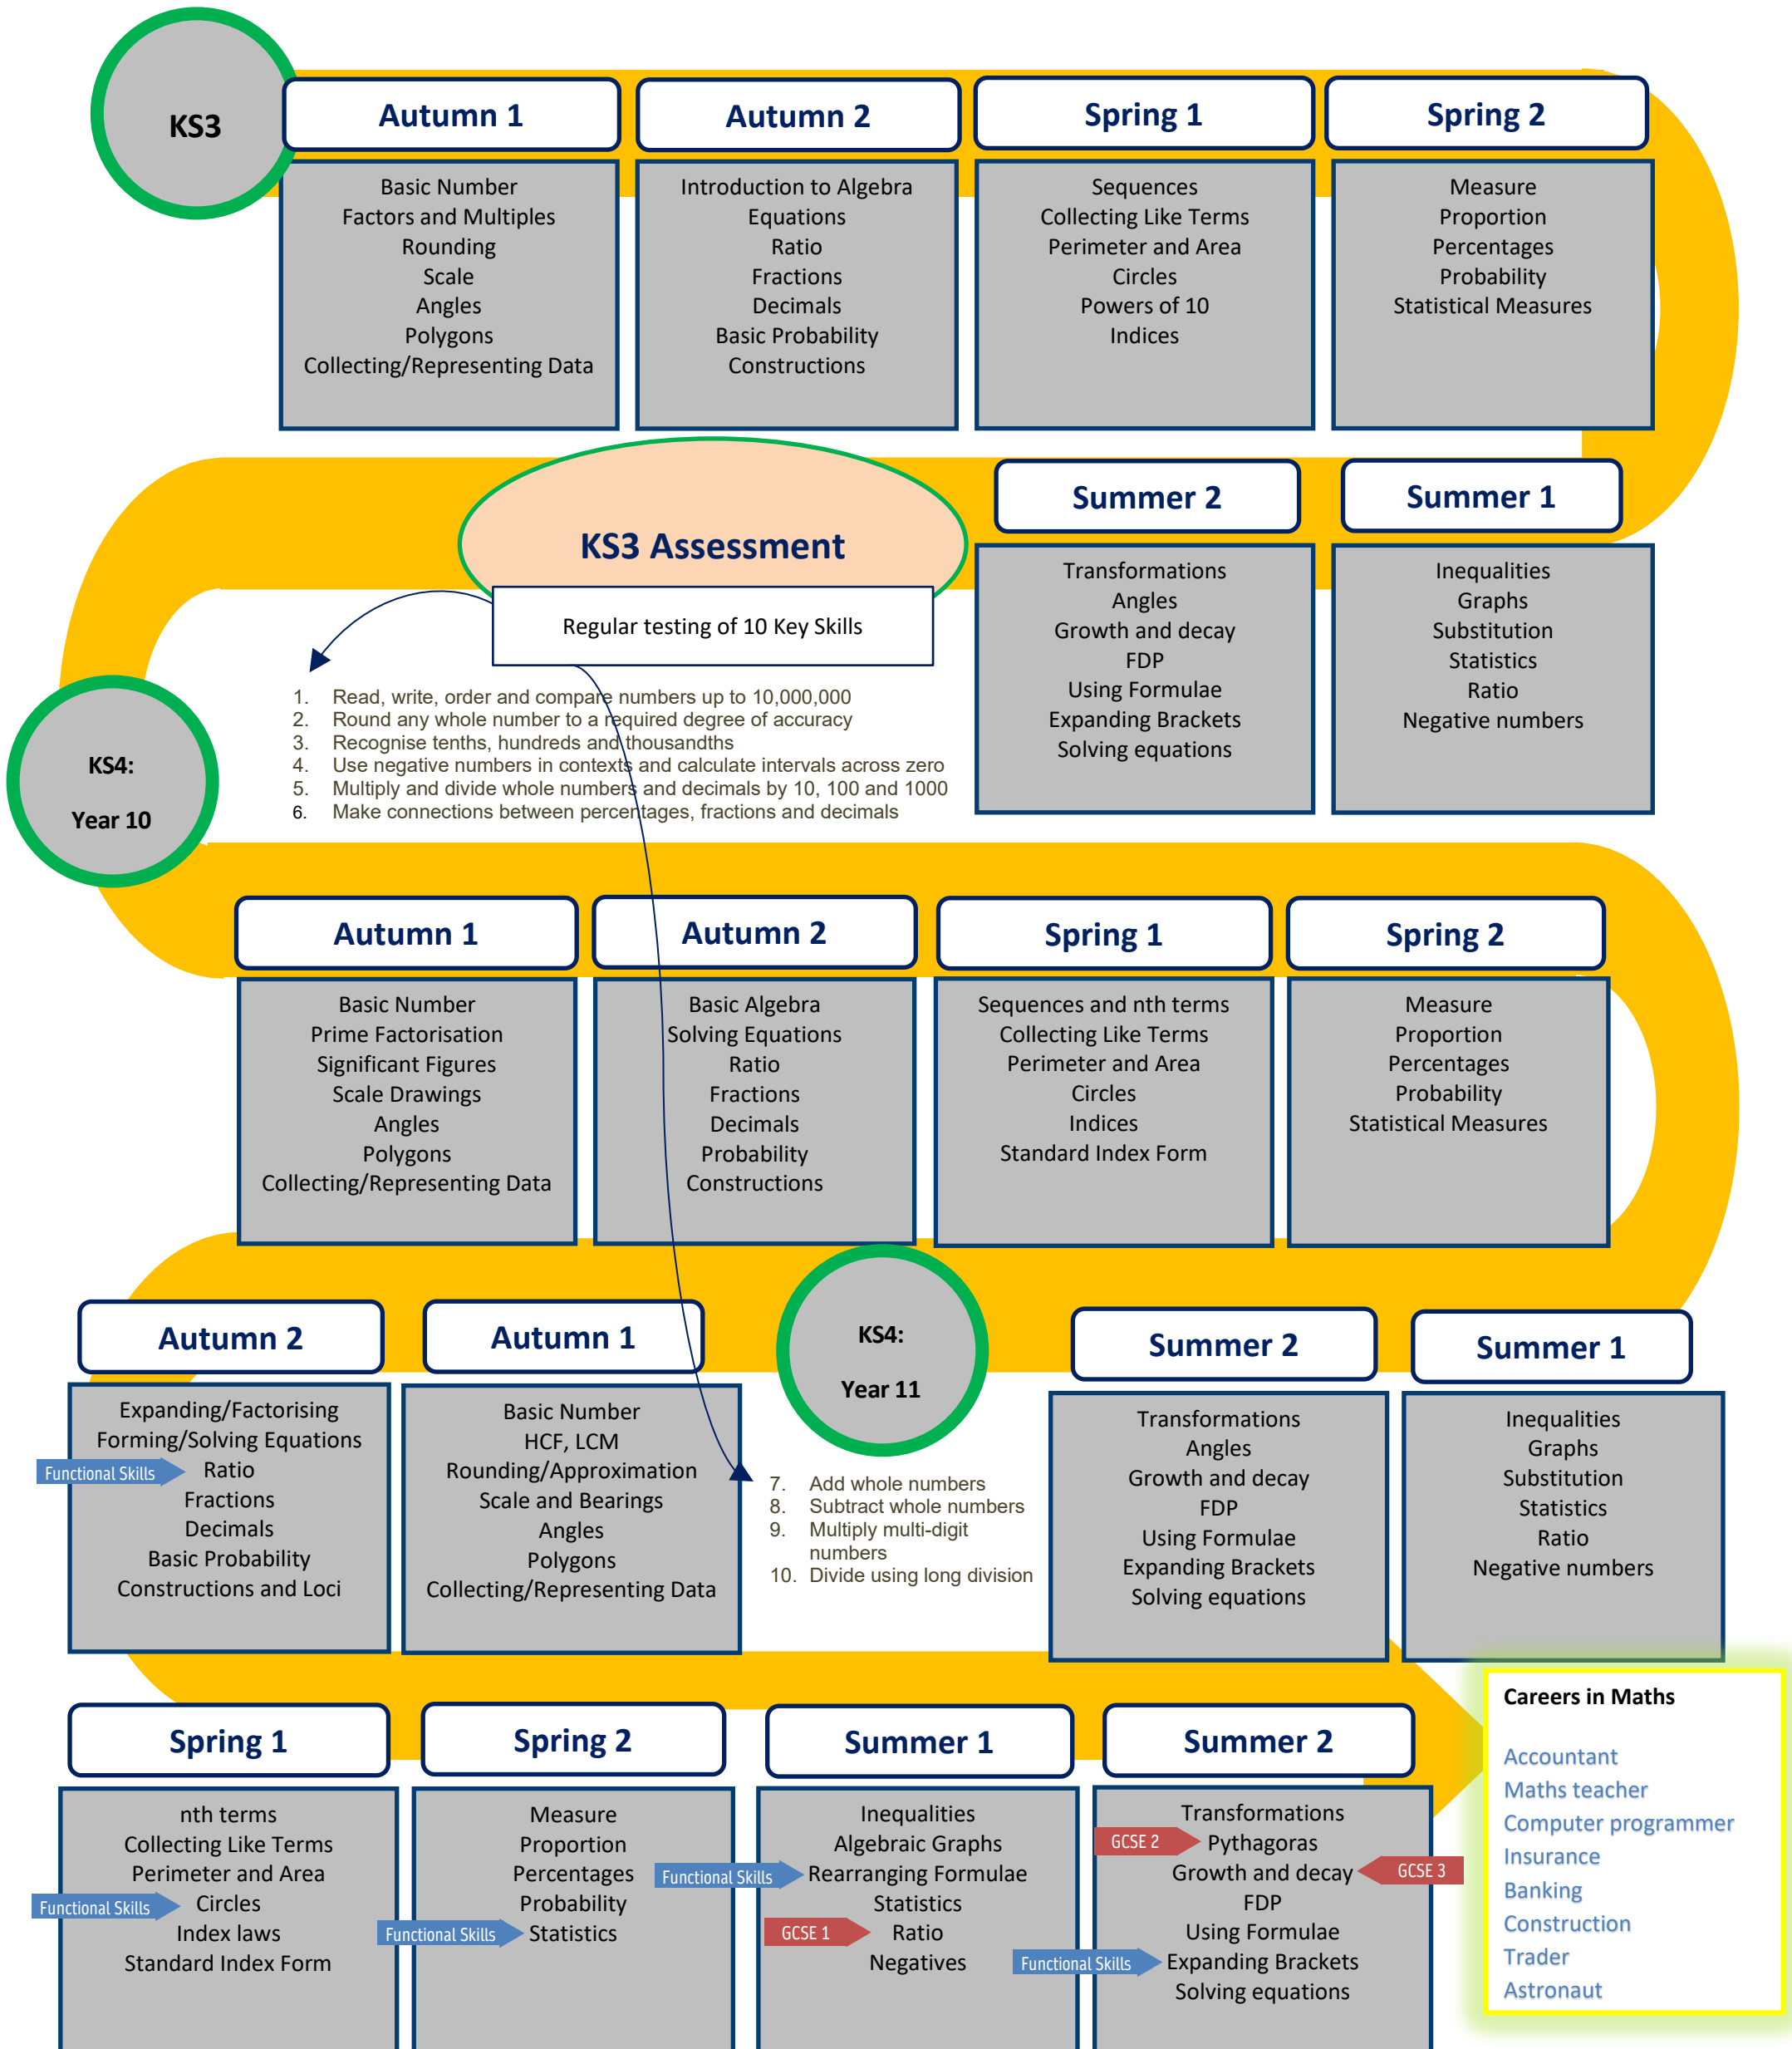 KS3
Autumn 1
Basic Number
Factors and Multiples
Rounding
Scale
Angles
Polygons
Collecting/Representing Data
Autumn 2
Introduction to Algebra
Equations
Ratio
Fractions
Decimals
Basic Probability
Constructions
Spring 1
Sequences
Collecting Like Terms
Perimeter and Area
Circles
Powers of 10
Indices
Spring 2
Measure
Proportion
Percentages
Probability
Statistical Measures
Summer 1
Inequalities
Graphs
Substitution
Statistics
Ratio
Negative numbers
Summer 2
Transformations
Angles
Growth and decay
FDP
Using Formulae
Expanding Brackets
Solving equations
KS3 Assessment
Regular testing of 10 Key Skills
1. Read, write, order and compare numbers up to 10,000,000
2. Round any whole number to a required degree of accuracy
3. Recognise tenths, hundreds and thousandths
4. Use negative numbers in contexts and calculate intervals across zero
5. Multiply and divide whole numbers and decimals by 10, 100 and 1000
6. Make connections between percentages, fractions and decimals
KS4:
Year 10
Autumn 1
Basic Number
Prime Factorisation
Significant Figures
Scale Drawings
Angles
Polygons
Collecting/Representing Data
Autumn 2
Basic Algebra
Solving Equations
Ratio
Fractions
Decimals
Probability
Constructions
Spring 1
Sequences and nth terms
Collecting Like Terms
Perimeter and Area
Circles
Indices
Standard Index Form
Spring 2
Measure
Proportion
Percentages
Probability
Statistical Measures
Summer 1
Inequalities
Graphs
Substitution
Statistics
Ratio
Negative numbers
Summer 2
Transformations
Angles
Growth and decay
FDP
Using Formulae
Expanding Brackets
Solving equations
KS4:
Year 11
7. Add whole numbers
8. Subtract whole numbers
9. Multiply multi-digit
numbers
10. Divide using long division
Autumn 1
Basic Number
HCF, LCM
Rounding/Approximation
Scale and Bearings
Angles
Polygons
Collecting/Representing Data
Autumn 2
Expanding/Factorising
Forming/Solving Equations
Functional Skills Ratio
Fractions
Decimals
Basic Probability
Constructions and Loci
Spring 1
nth terms
Collecting Like Terms
Perimeter and Area
Functional Skills Circles
Index laws
Standard Index Form
Spring 2
Measure
Proportion
Percentages
Probability
Functional Skills Statistics
Summer 1
Inequalities
Algebraic Graphs
Functional Skills Rearranging Formulae
Statistics
GCSE 1 Ratio
Negatives
Summer 2
Transformations
GCSE 2 Pythagoras
Growth and decay GCSE 3
FDP
Using Formulae
Functional Skills Expanding Brackets
Solving equations
Careers in Maths
Accountant
Maths teacher
Computer programmer
Insurance
Banking
Construction
Trader
Astronaut